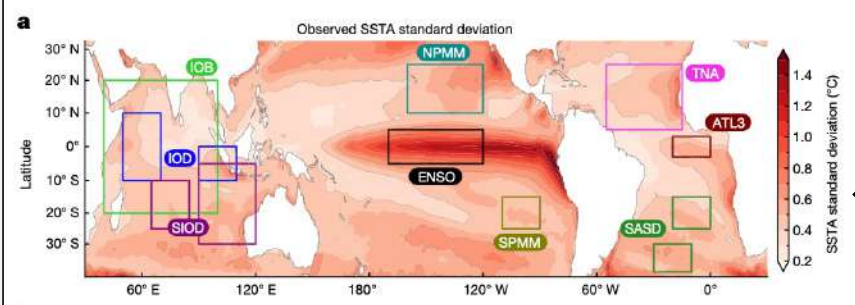 a
Observed SSTA standard deviation
30° N
20° N
10° N
0°
10° S
20° S
30° S
Latitude
60° E
120° E
180°
120° W
60° W
0°
IOB
IOD
SIOD
NPMM
ENSO
SPMM
TNA
ATL3
SASD
1.4
1.2
1.0
0.8
0.6
0.4
0.2
SSTA standard deviation (°C)